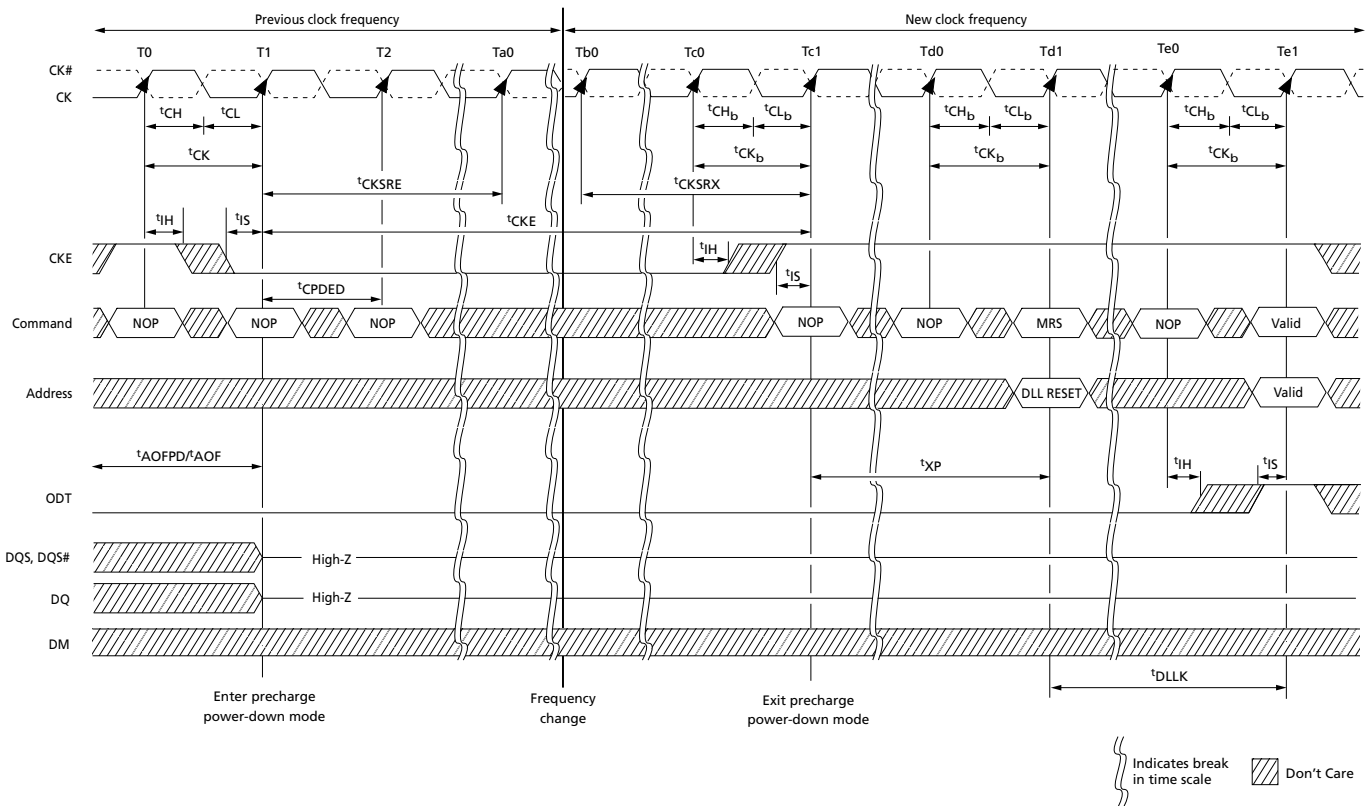 Previous clock frequency New clock frequency
T0 T1 T2 Ta0 Tb0 Tc0 Tc1 Td0 Td1 Te0 Te1
CK#
CK
tCH tCL tCHb tCLb tCHb tCLb tCHb tCLb
tCK tCKb tCKb tCKb
tCKSRE tCKSRX
tIH tIS tCKE
CKE tIH
tIS
tCPDED
Command NOP NOP NOP NOP NOP MRS NOP Valid
Address DLL RESET Valid
tAOFPD/tAOF tXP tIH tIS
ODT
DQS, DQS# High-Z
DQ High-Z
DM
tDLLK
Enter precharge
power-down mode
Frequency
change
Exit precharge
power-down mode
Indicates break
in time scale
Don't Care